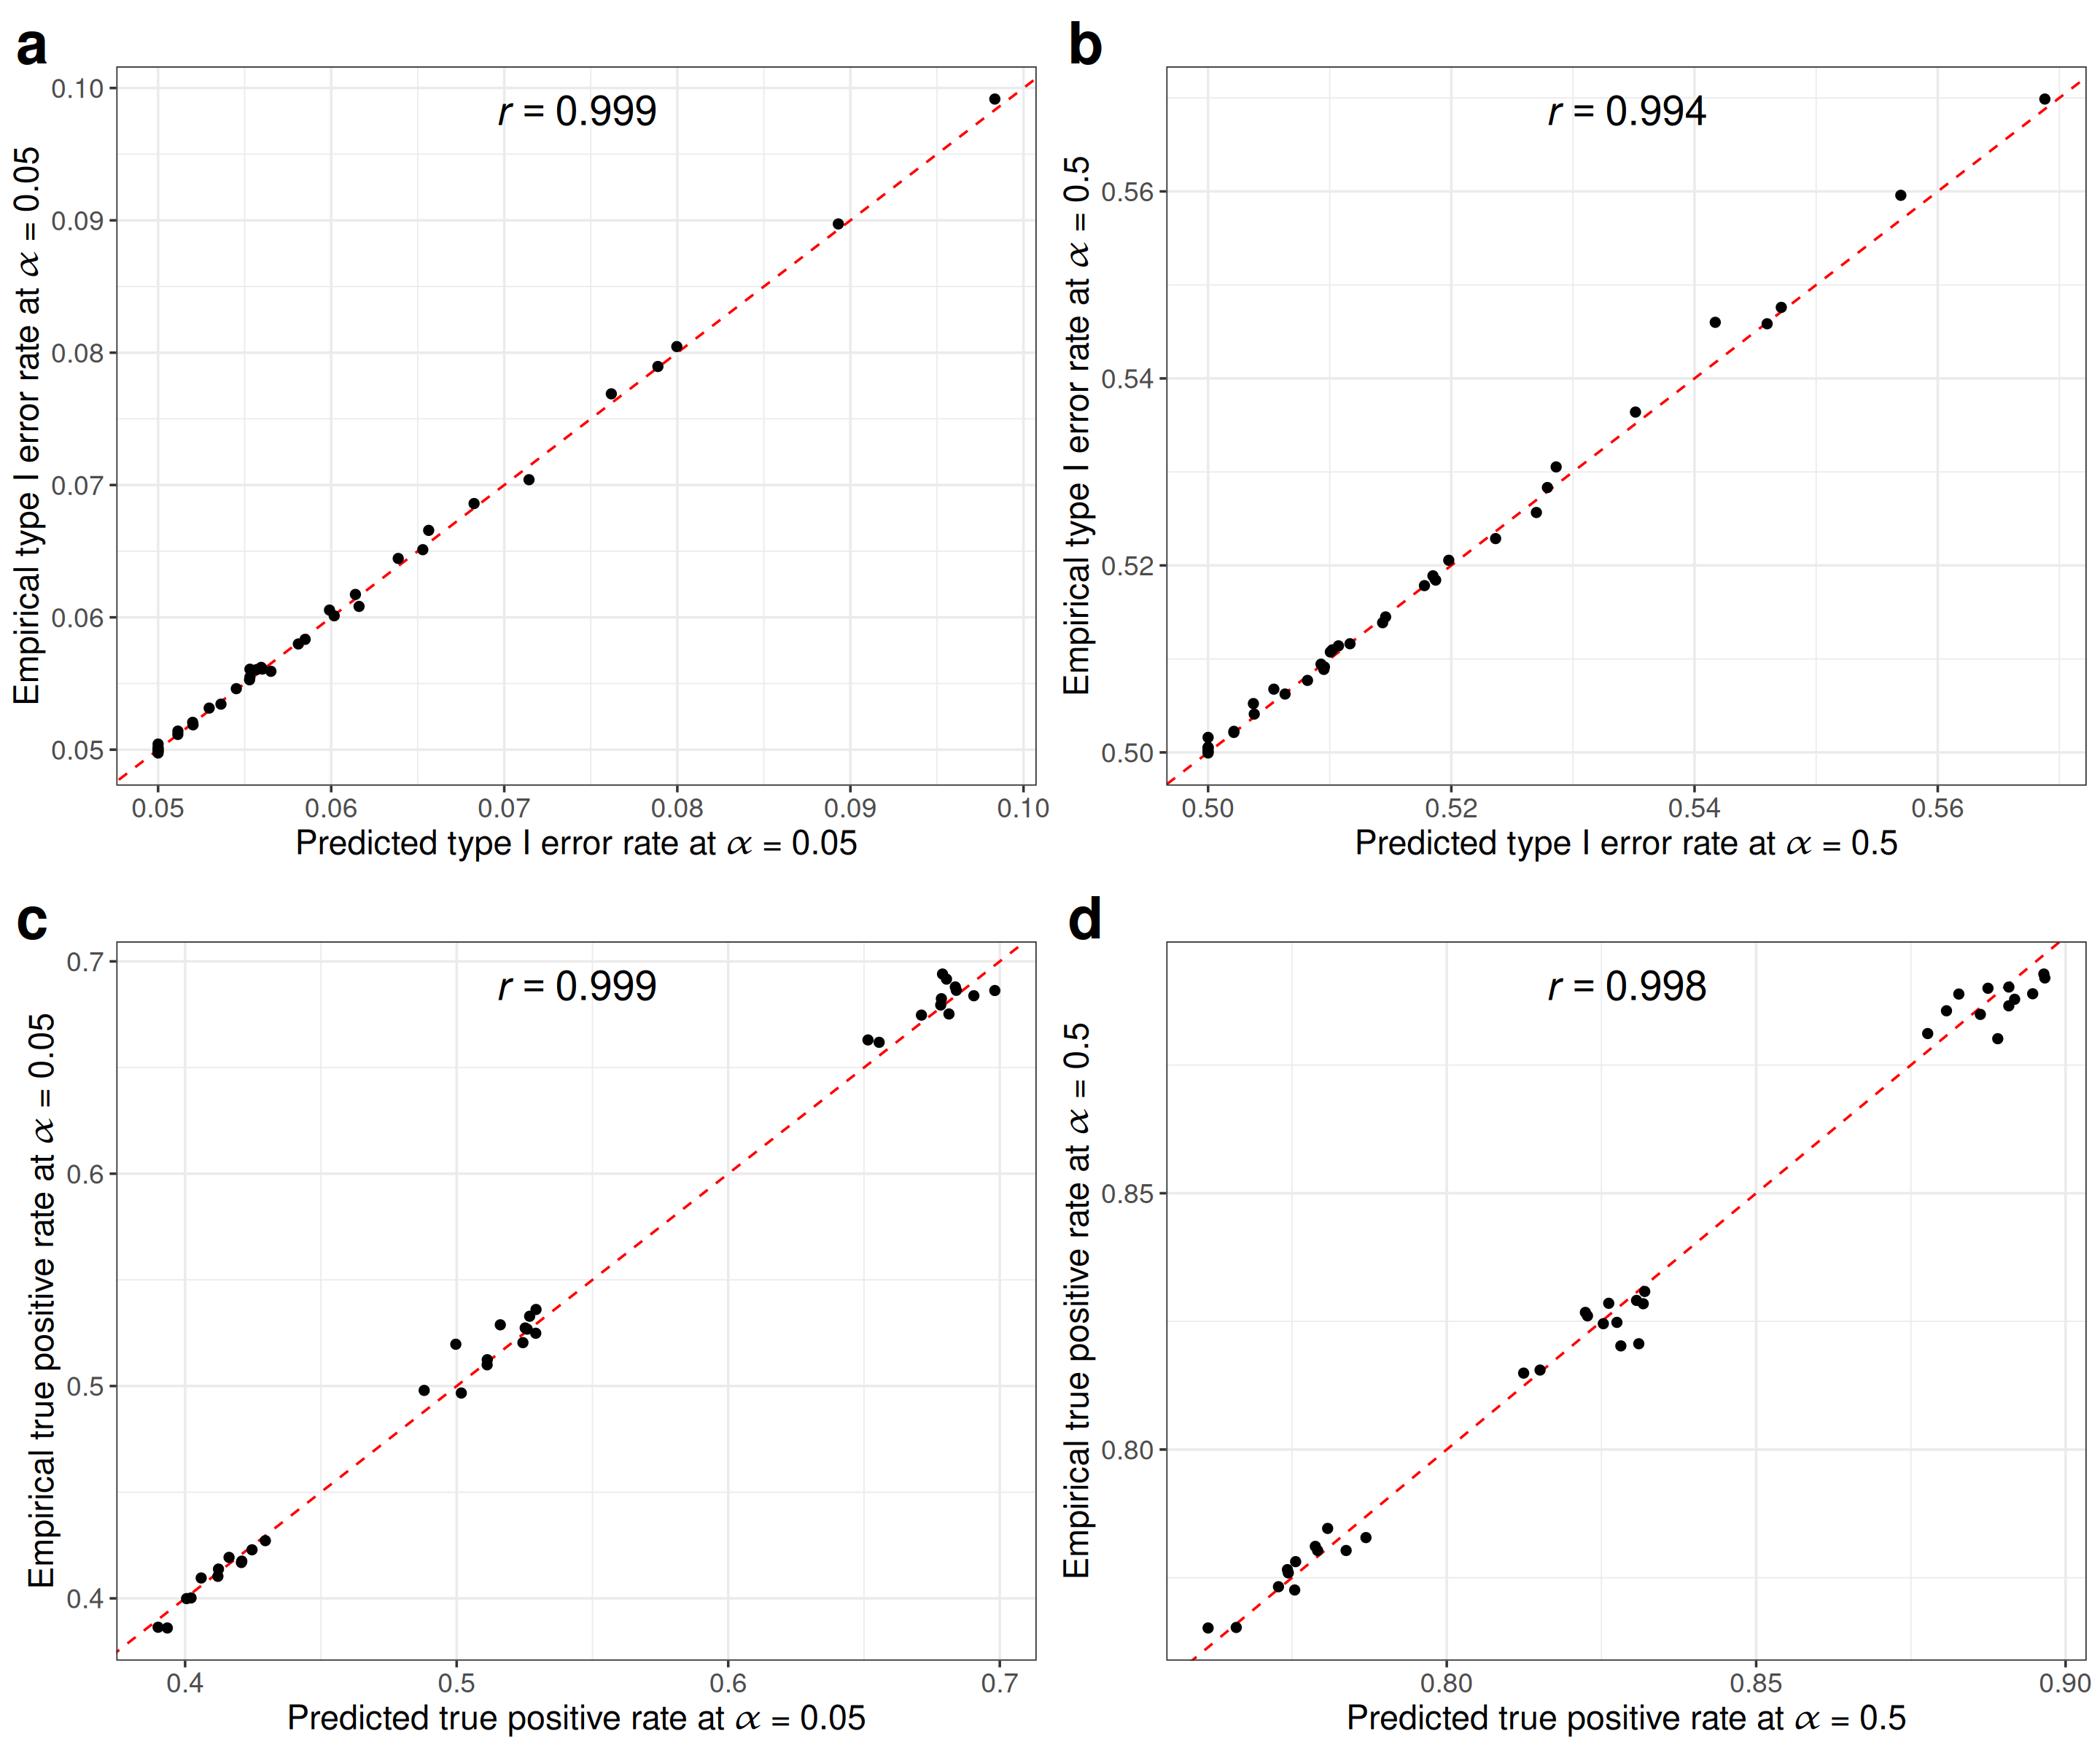 a
r = 0.999
Empirical type I error rate at α = 0.05
0.10
0.09
0.08
0.07
0.06
0.05
0.05 0.06 0.07 0.08 0.09 0.10
Predicted type I error rate at α = 0.05
b
r = 0.994
Empirical type I error rate at α = 0.5
0.56
0.54
0.52
0.50
0.50 0.52 0.54 0.56
Predicted type I error rate at α = 0.5
c
r = 0.999
Empirical true positive rate at α = 0.05
0.7
0.6
0.5
0.4
0.4 0.5 0.6 0.7
Predicted true positive rate at α = 0.05
d
r = 0.998
Empirical true positive rate at α = 0.5
0.85
0.80
0.80 0.85 0.90
Predicted true positive rate at α = 0.5